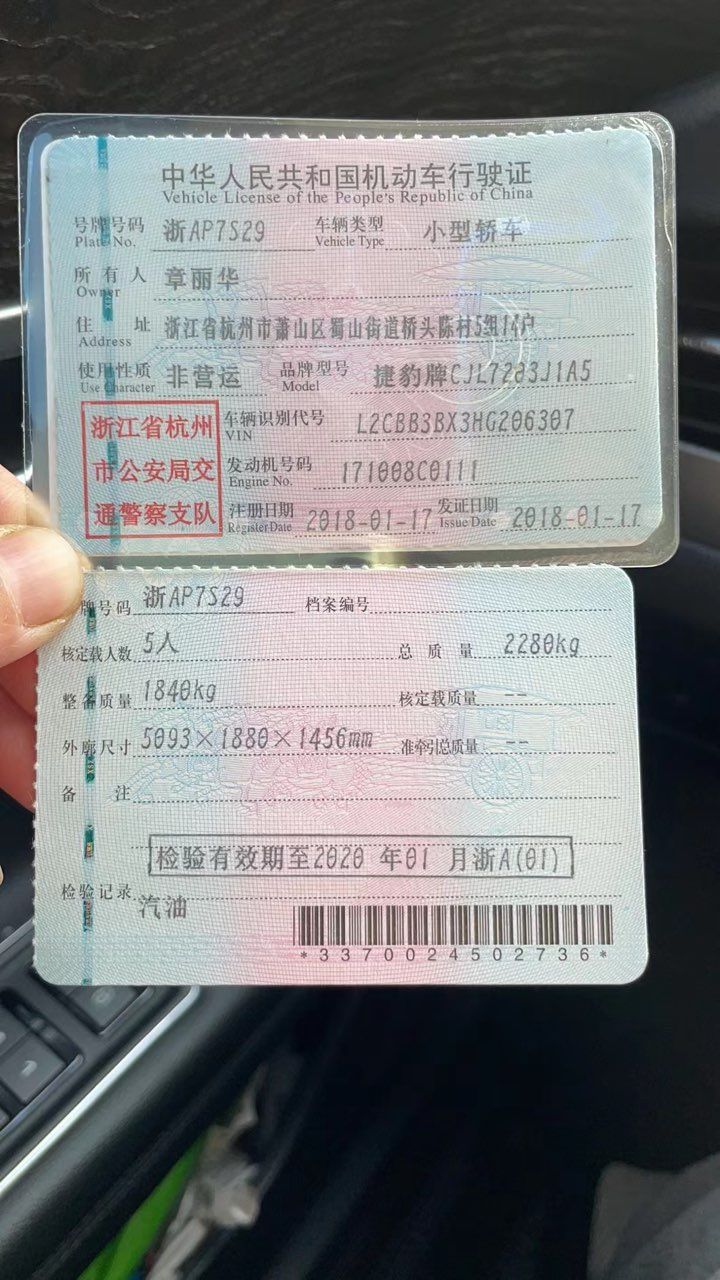 中华人民共和国机动车行驶证
Vehicle License of the People's Republic of China
号牌号码 浙AP7S29 车辆类型 小型轿车
Plate No. Vehicle Type
所有人 章丽华
Owner
住址 浙江省杭州市萧山区蜀山街道桥头陈村5组14户
Address
使用性质 非营运 品牌型号 捷豹牌CJL7203J1A5
Use Character Model
浙江省杭州
市公安局交
通警察支队
车辆识别代号 L2CBB3BX3HG206307
VIN
发动机号码 171008C0111
Engine No.
注册日期 2018-01-17 发证日期 2018-01-17
Register Date Issue Date
牌号码 浙AP7S29 档案编号
核定载人数 5人 总质量 2280kg
整备质量 1840kg 核定载质量 --
外廓尺寸 5093×1880×1456mm 准牵引总质量 --
备注
检验有效期至2020 年01 月浙A(01)
检验记录 汽油
*3370024502736*
1